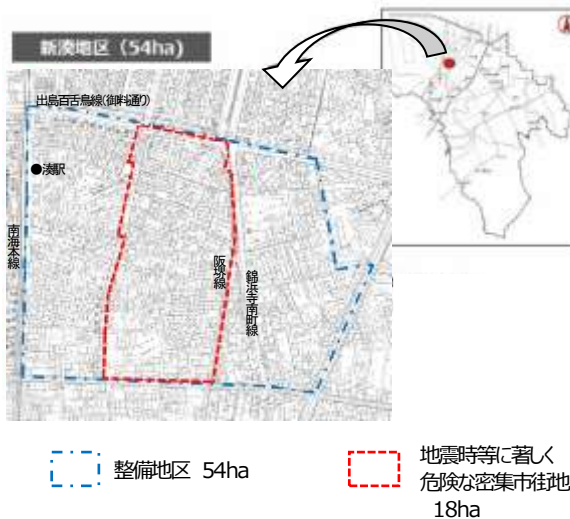 新湊地区（54ha）
出島百舌鳥線（御料通り）
●湊駅
南海本線
阪堺線
錦浜寺南町線
整備地区 54ha
地震時等に著しく
危険な密集市街地
18ha